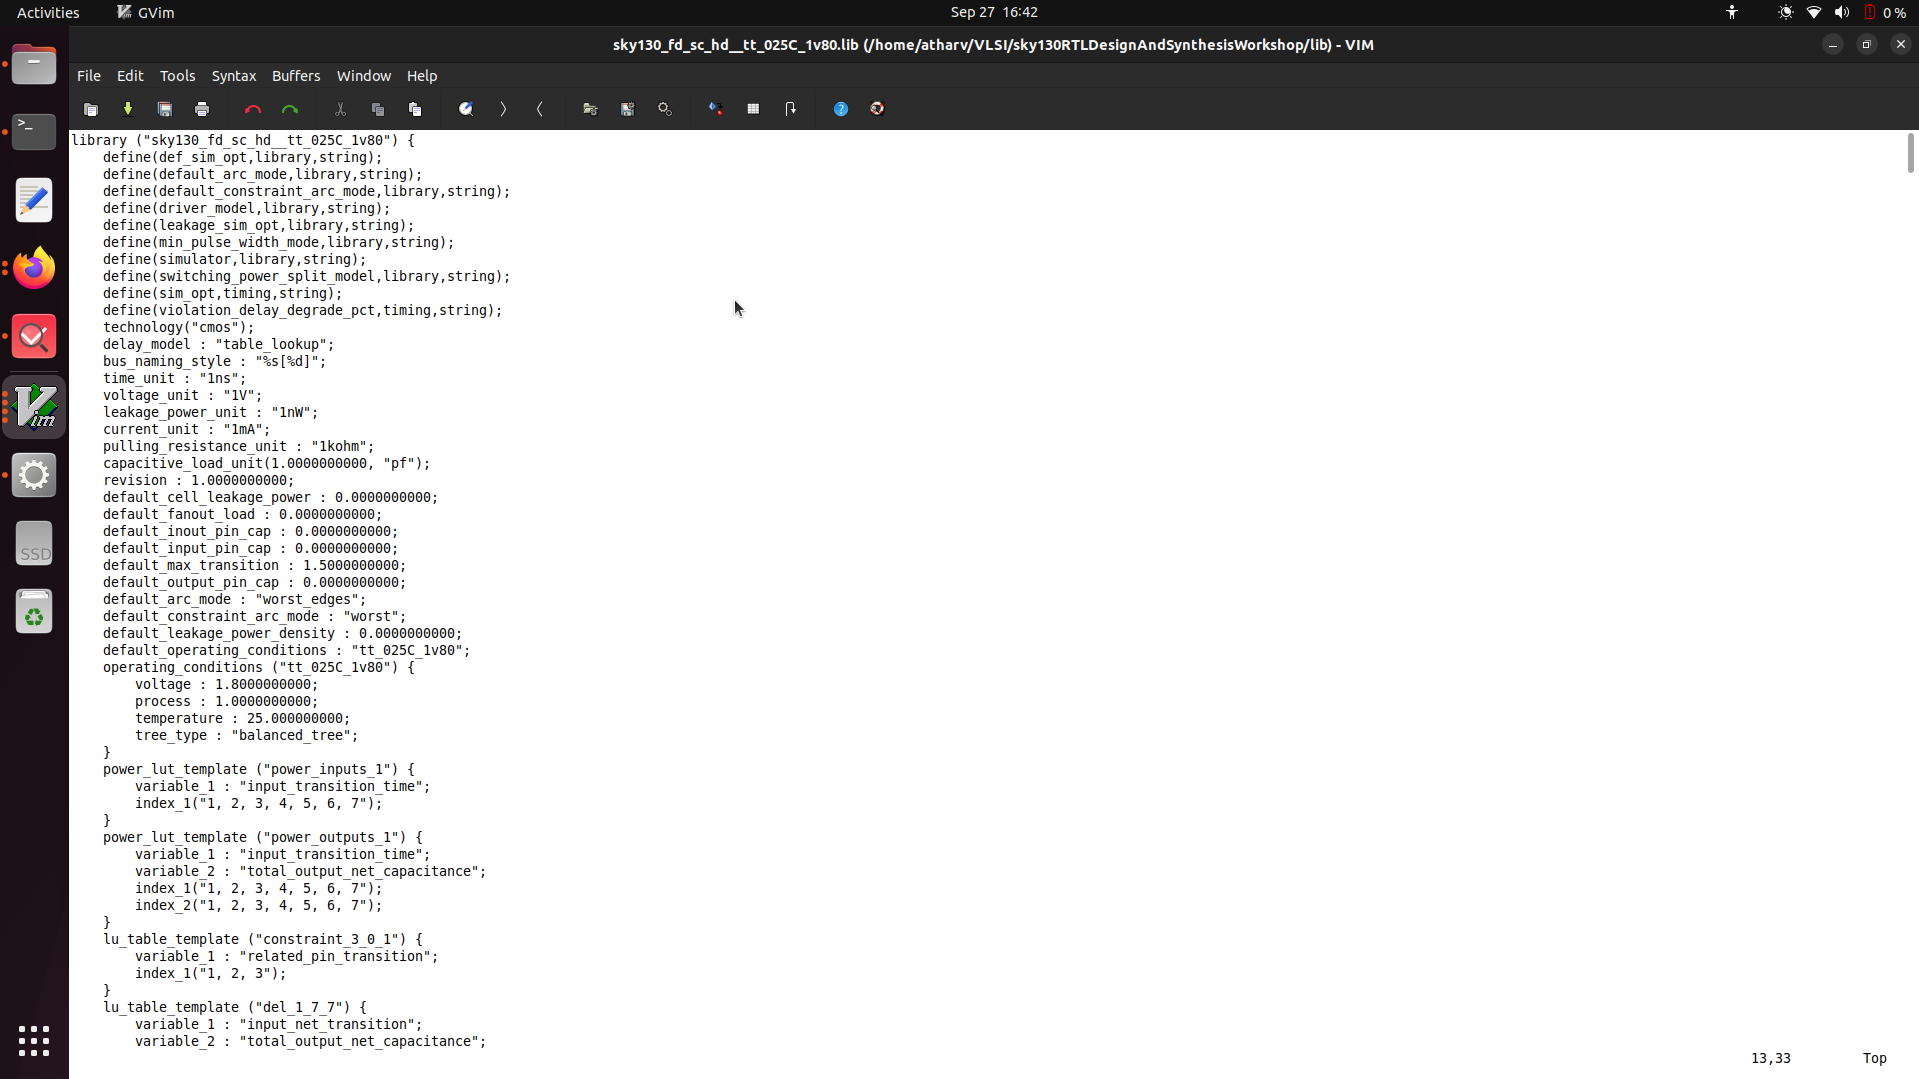 Activities
GVim
Sep 27 16:42
0 %
sky130_fd_sc_hd__tt_025C_1v80.lib (/home/atharv/VLSI/sky130RTLDesignAndSynthesisWorkshop/lib) - VIM
File Edit Tools Syntax Buffers Window Help
library ("sky130_fd_sc_hd__tt_025C_1v80") {
    define(def_sim_opt,library,string);
    define(default_arc_mode,library,string);
    define(default_constraint_arc_mode,library,string);
    define(driver_model,library,string);
    define(leakage_sim_opt,library,string);
    define(min_pulse_width_mode,library,string);
    define(simulator,library,string);
    define(switching_power_split_model,library,string);
    define(sim_opt,timing,string);
    define(violation_delay_degrade_pct,timing,string);
    technology("cmos");
    delay_model : "table_lookup";
    bus_naming_style : "%s[%d]";
    time_unit : "1ns";
    voltage_unit : "1V";
    leakage_power_unit : "1nW";
    current_unit : "1mA";
    pulling_resistance_unit : "1kohm";
    capacitive_load_unit(1.0000000000, "pf");
    revision : 1.0000000000;
    default_cell_leakage_power : 0.0000000000;
    default_fanout_load : 0.0000000000;
    default_inout_pin_cap : 0.0000000000;
    default_input_pin_cap : 0.0000000000;
    default_max_transition : 1.5000000000;
    default_output_pin_cap : 0.0000000000;
    default_arc_mode : "worst_edges";
    default_constraint_arc_mode : "worst";
    default_leakage_power_density : 0.0000000000;
    default_operating_conditions : "tt_025C_1v80";
    operating_conditions ("tt_025C_1v80") {
        voltage : 1.8000000000;
        process : 1.0000000000;
        temperature : 25.000000000;
        tree_type : "balanced_tree";
    }
    power_lut_template ("power_inputs_1") {
        variable_1 : "input_transition_time";
        index_1("1, 2, 3, 4, 5, 6, 7");
    }
    power_lut_template ("power_outputs_1") {
        variable_1 : "input_transition_time";
        variable_2 : "total_output_net_capacitance";
        index_1("1, 2, 3, 4, 5, 6, 7");
        index_2("1, 2, 3, 4, 5, 6, 7");
    }
    lu_table_template ("constraint_3_0_1") {
        variable_1 : "related_pin_transition";
        index_1("1, 2, 3");
    }
    lu_table_template ("del_1_7_7") {
        variable_1 : "input_net_transition";
        variable_2 : "total_output_net_capacitance";
13,33
Top
>_
Vim
SSD